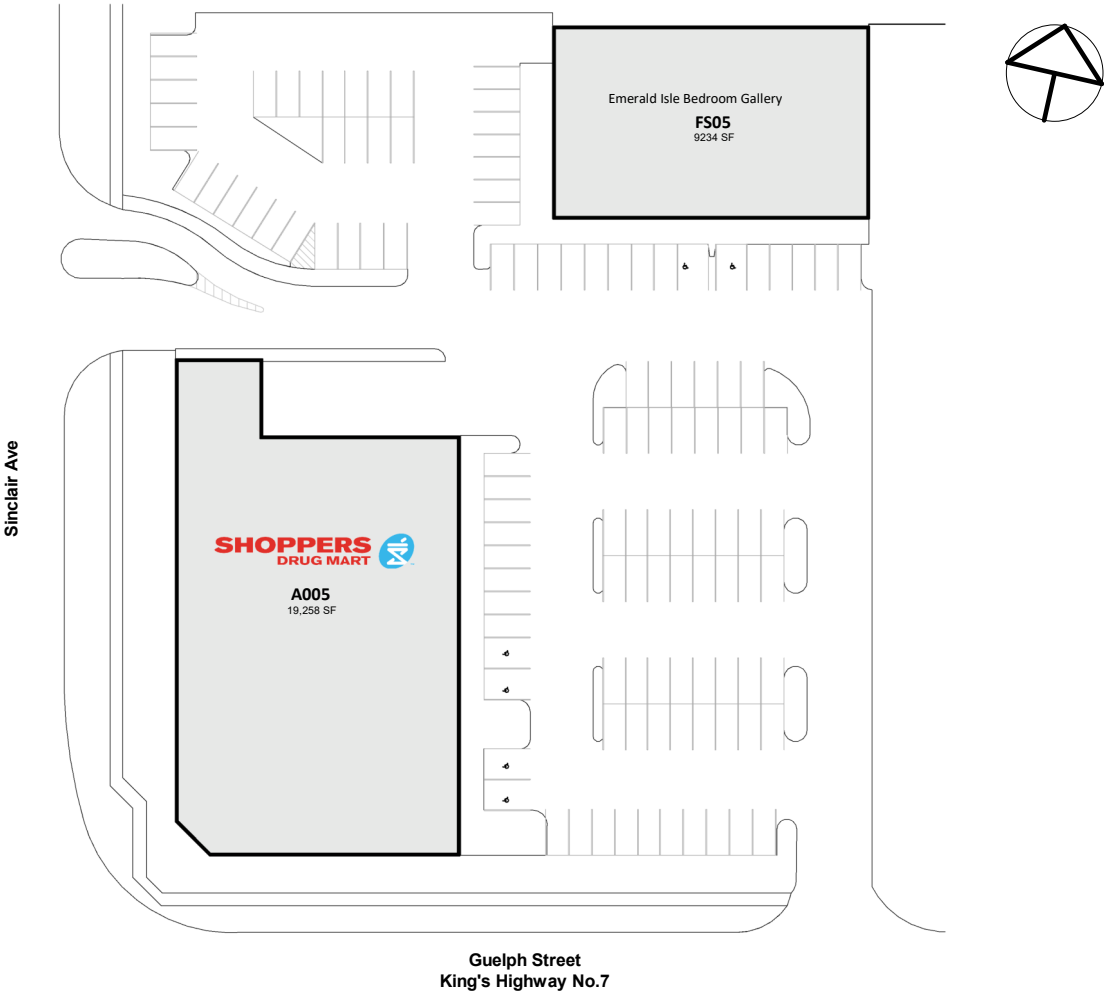 Emerald Isle Bedroom Gallery
FS05
9234 SF
Sinclair Ave
SHOPPERS
DRUG MART
A005
19,258 SF
Guelph Street
King's Highway No.7